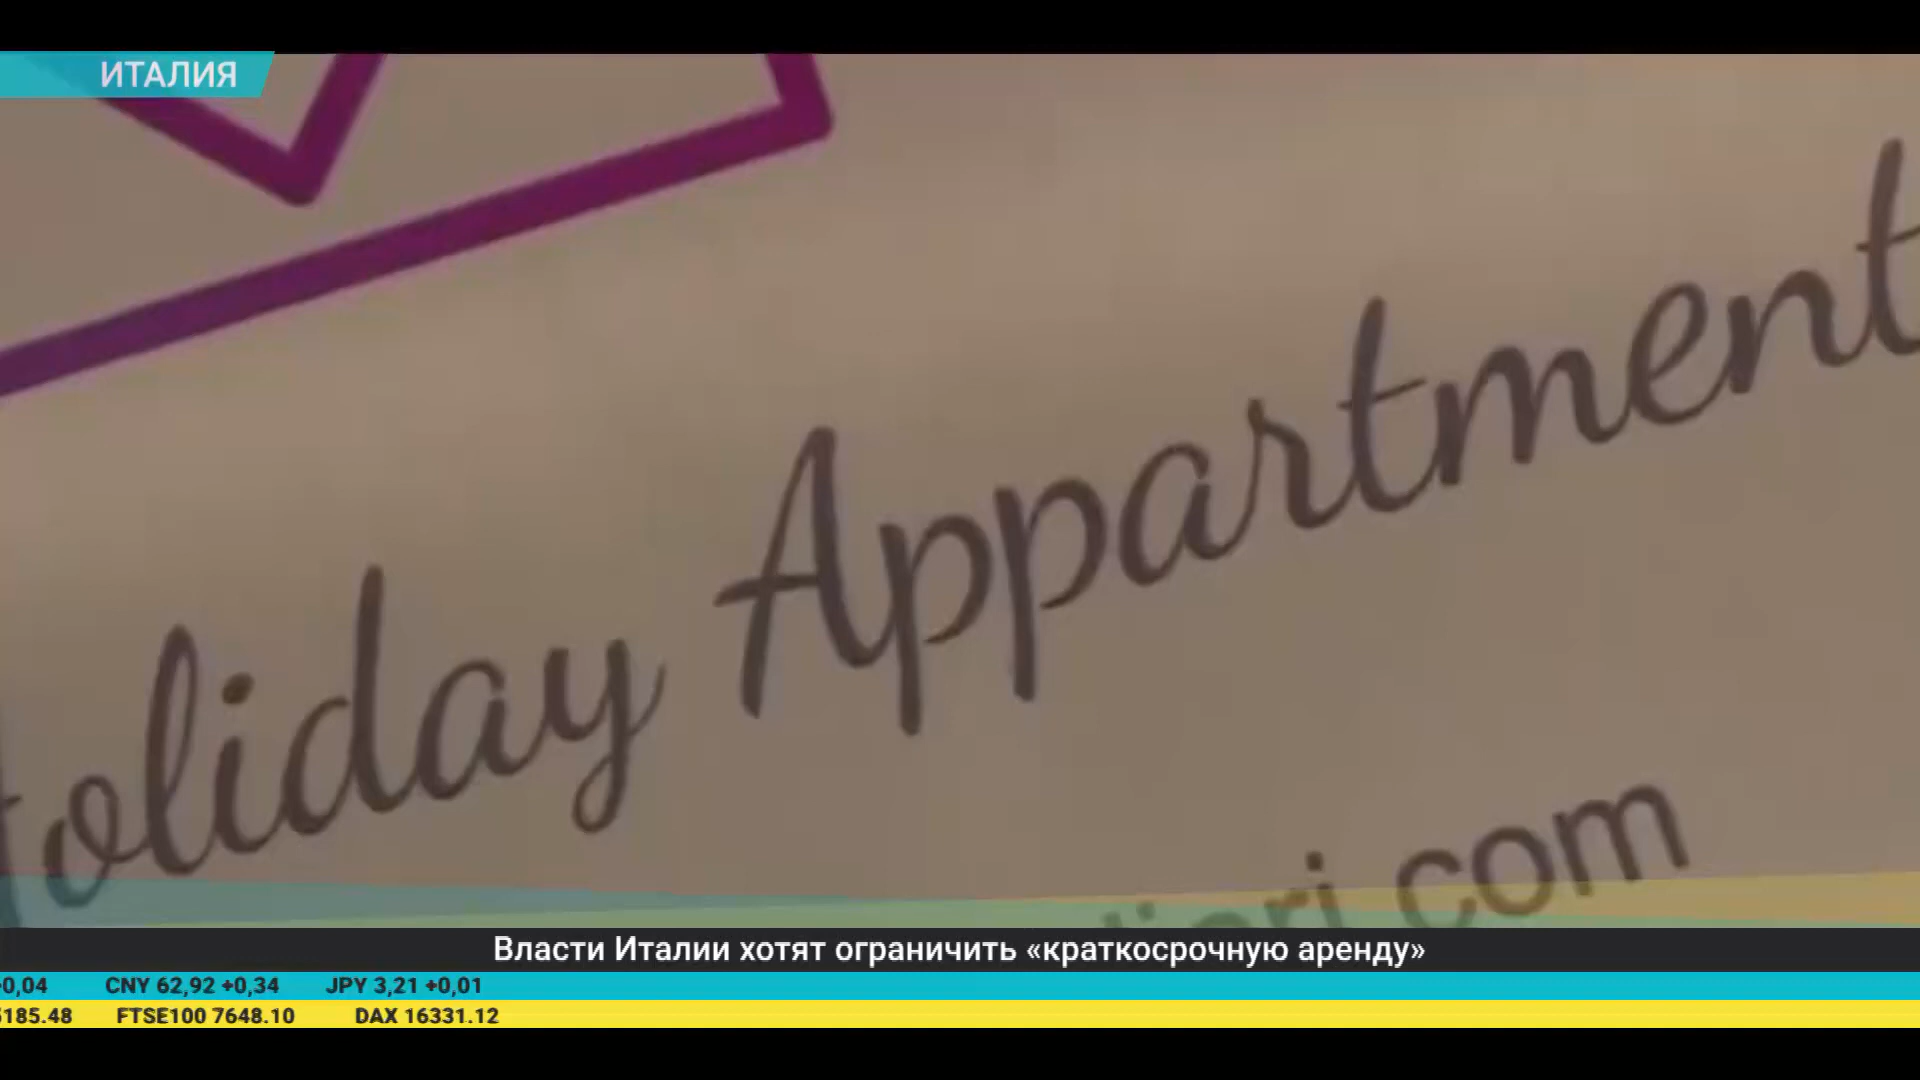 ИТАЛИЯ
oliday Appartment
.com
Власти Италии хотят ограничить «краткосрочную аренду»
0,04 CNY 62,92 +0,34 JPY 3,21 +0,01
185.48 FTSE100 7648.10 DAX 16331.12